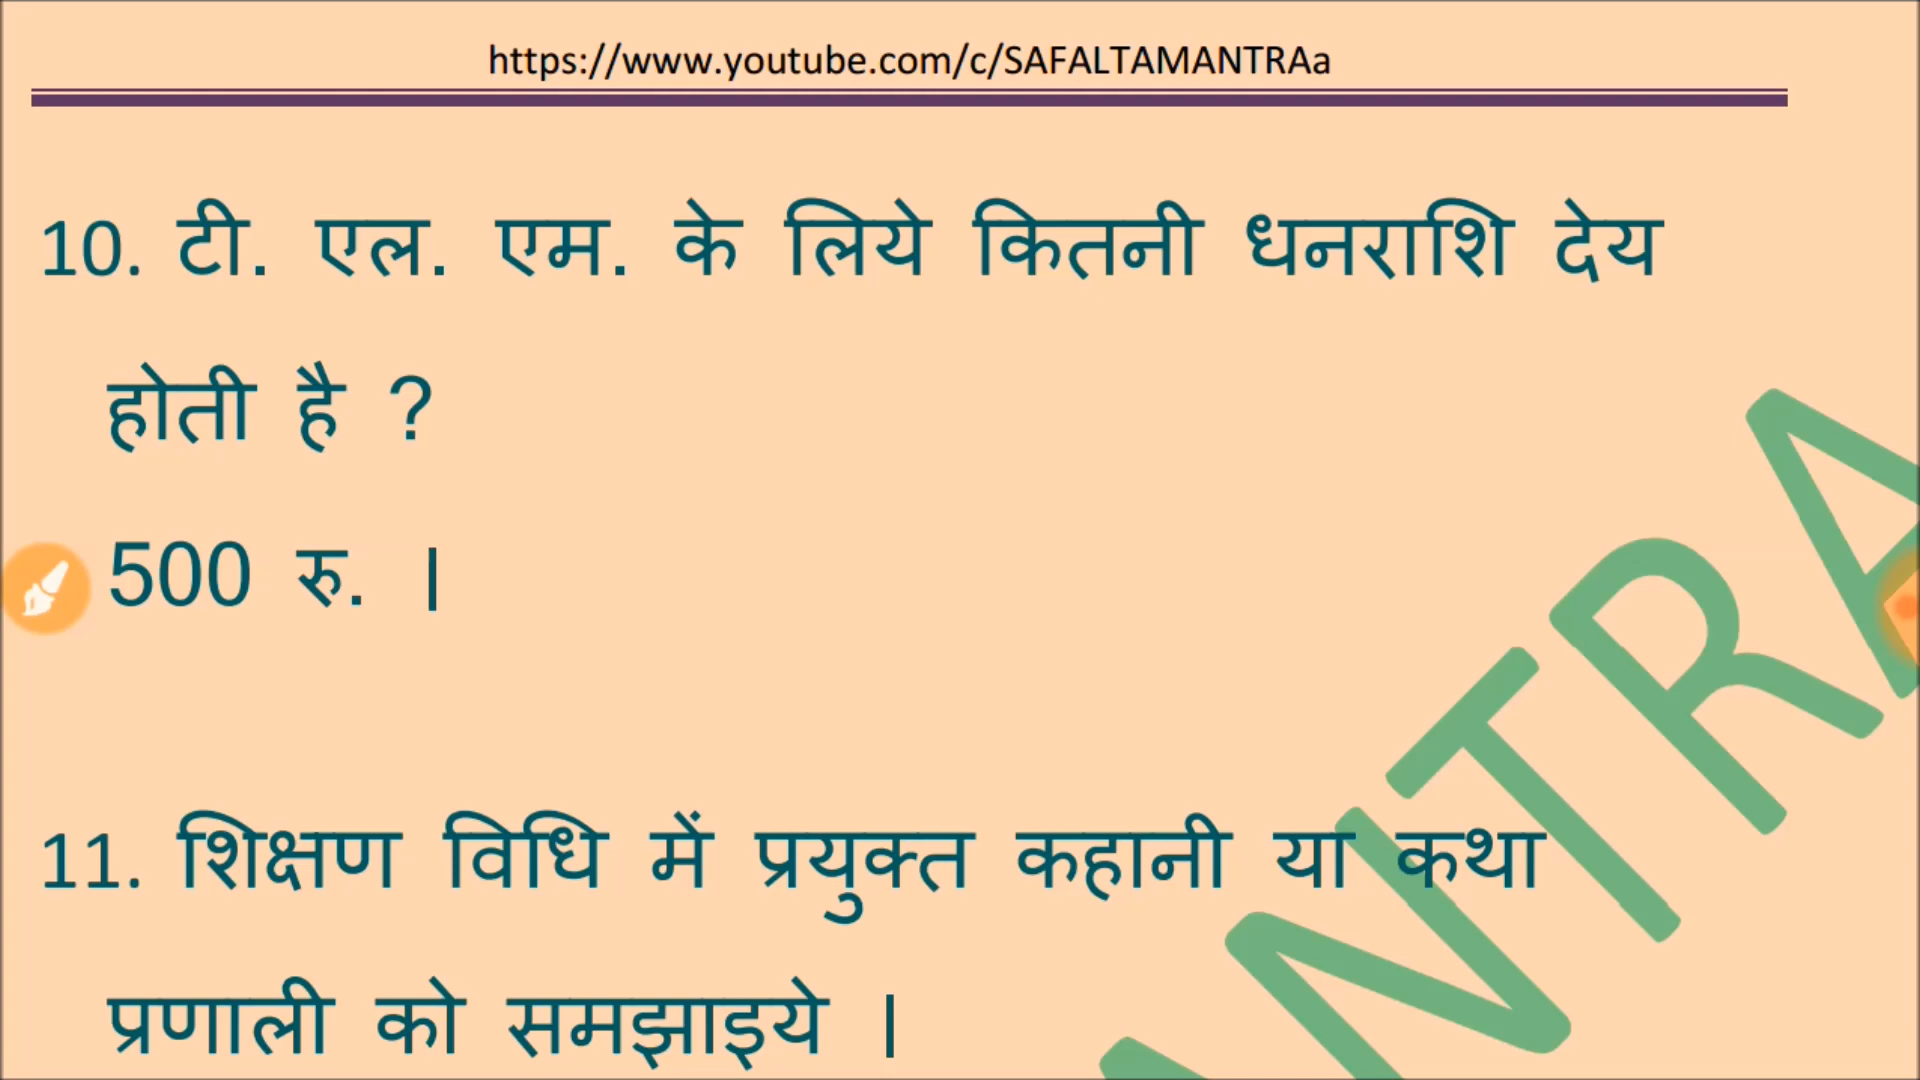 https://www.youtube.com/c/SAFALTAMANTRAa
10. टी. एल. एम. के लिये कितनी धनराशि देय
होती है ?
500 रु. ।
11. शिक्षण विधि में प्रयुक्त कहानी या कथा
प्रणाली को समझाइये ।
ANTRA